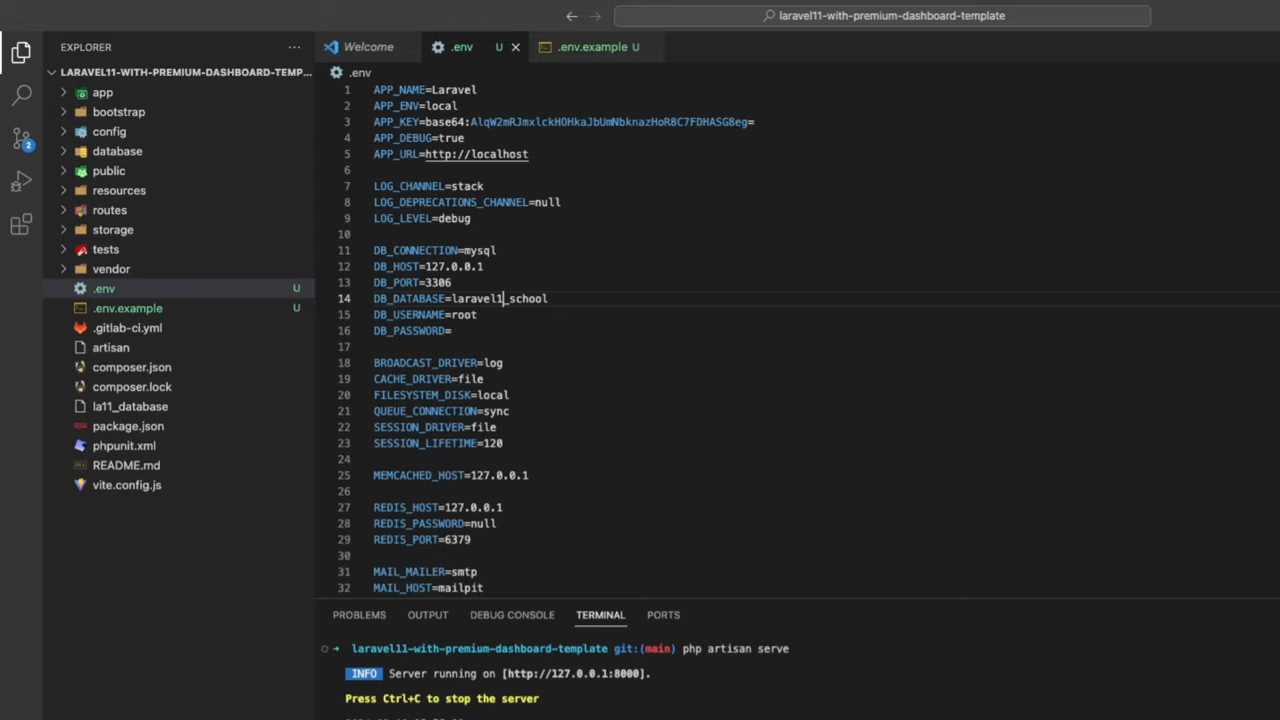 laravel11-with-premium-dashboard-template
EXPLORER
Welcome
.env U
.env.example U
LARAVEL11-WITH-PREMIUM-DASHBOARD-TEMP...
app
bootstrap
config
database
public
resources
routes
storage
tests
vendor
.env U
.env.example U
.gitlab-ci.yml
artisan
composer.json
composer.lock
la11_database
package.json
phpunit.xml
README.md
vite.config.js
2
.env
1 APP_NAME=Laravel
2 APP_ENV=local
3 APP_KEY=base64:AlqW2mRJmxlckHOHkaJbUmNbknazHoR8C7FDHASG8eg=
4 APP_DEBUG=true
5 APP_URL=http://localhost
6
7 LOG_CHANNEL=stack
8 LOG_DEPRECATIONS_CHANNEL=null
9 LOG_LEVEL=debug
10
11 DB_CONNECTION=mysql
12 DB_HOST=127.0.0.1
13 DB_PORT=3306
14 DB_DATABASE=laravel1_school
15 DB_USERNAME=root
16 DB_PASSWORD=
17
18 BROADCAST_DRIVER=log
19 CACHE_DRIVER=file
20 FILESYSTEM_DISK=local
21 QUEUE_CONNECTION=sync
22 SESSION_DRIVER=file
23 SESSION_LIFETIME=120
24
25 MEMCACHED_HOST=127.0.0.1
26
27 REDIS_HOST=127.0.0.1
28 REDIS_PASSWORD=null
29 REDIS_PORT=6379
30
31 MAIL_MAILER=smtp
32 MAIL_HOST=mailpit
PROBLEMS OUTPUT DEBUG CONSOLE TERMINAL PORTS
laravel11-with-premium-dashboard-template git:(main) php artisan serve
INFO Server running on [http://127.0.0.1:8000].
Press Ctrl+C to stop the server